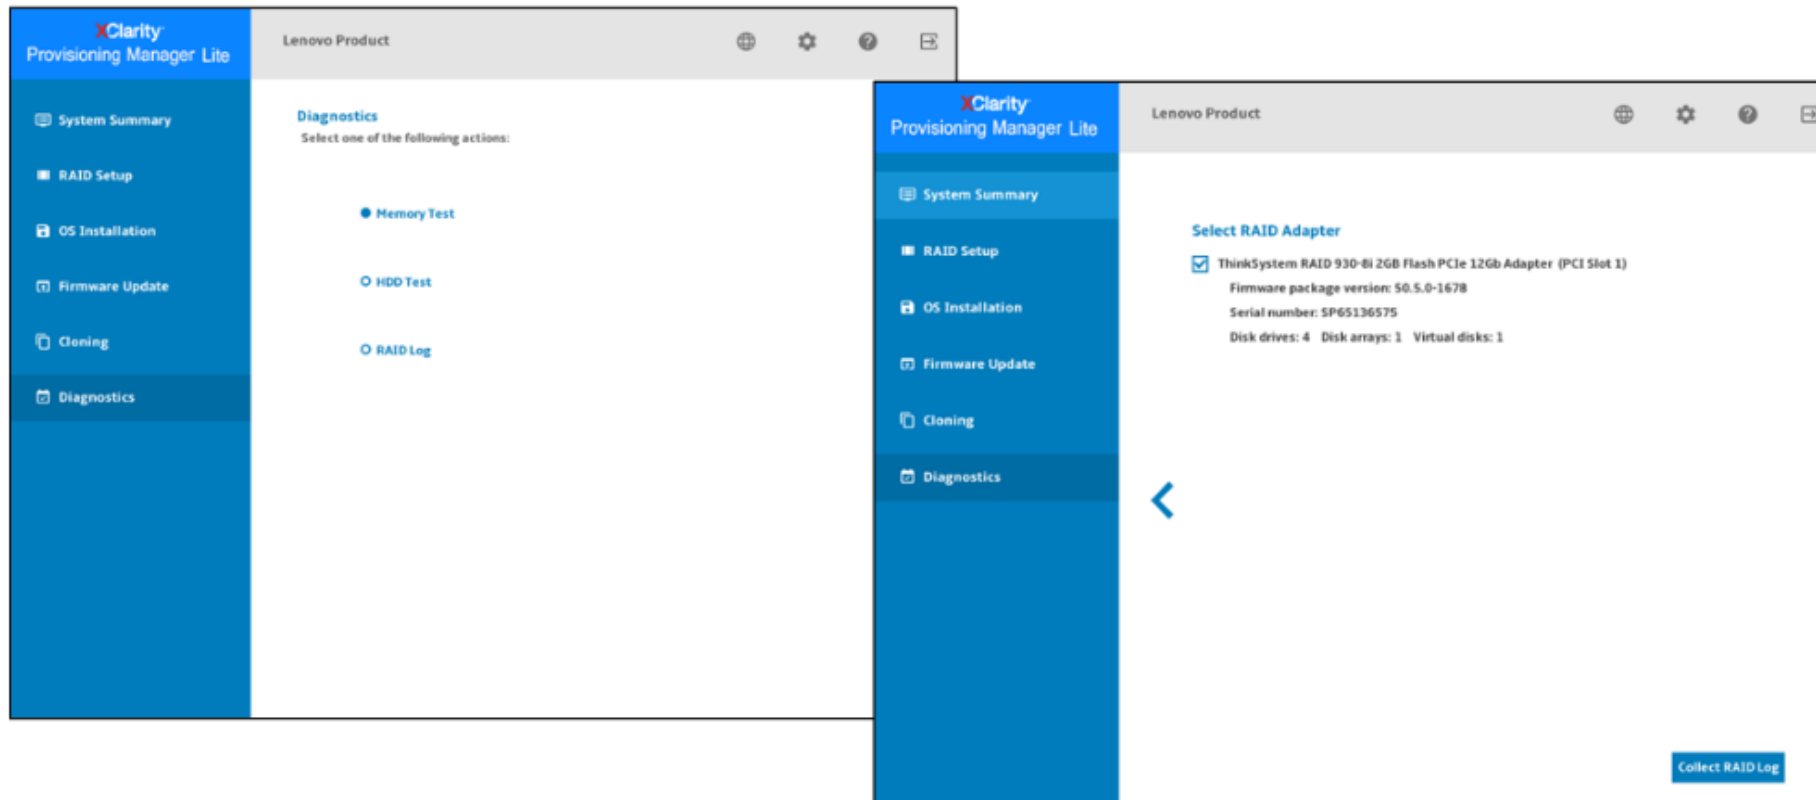 XClarity
Provisioning Manager Lite
Lenovo Product
System Summary
RAID Setup
OS Installation
Firmware Update
Cloning
Diagnostics
Diagnostics
Select one of the following actions:
Memory Test
HDD Test
RAID Log
XClarity
Provisioning Manager Lite
Lenovo Product
System Summary
RAID Setup
OS Installation
Firmware Update
Cloning
Diagnostics
Select RAID Adapter
ThinkSystem RAID 930-8i 2GB Flash PCIe 12Gb Adapter (PCI Slot 1)
Firmware package version: 50.5.0-1678
Serial number: SP65136575
Disk drives: 4 Disk arrays: 1 Virtual disks: 1
Collect RAID Log